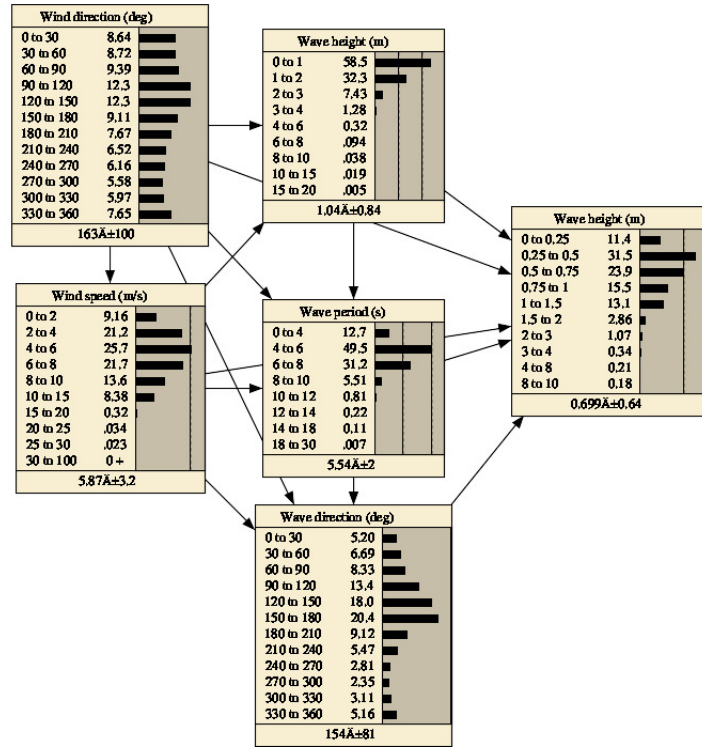 Wind direction (deg)
0 to 30 8.64
30 to 60 8.72
60 to 90 9.39
90 to 120 12.3
120 to 150 12.3
150 to 180 9.11
180 to 210 7.67
210 to 240 6.52
240 to 270 6.16
270 to 300 5.58
300 to 330 5.97
330 to 360 7.65
163Â±100
Wave height (m)
0 to 1 58.5
1 to 2 32.3
2 to 3 7.43
3 to 4 1.28
4 to 6 0.32
6 to 8 .094
8 to 10 .038
10 to 15 .019
15 to 20 .005
1.04Â±0.84
Wave height (m)
0 to 0.25 11.4
0.25 to 0.5 31.5
0.5 to 0.75 23.9
0.75 to 1 15.5
1 to 1.5 13.1
1.5 to 2 2.86
2 to 3 1.07
3 to 4 0.34
4 to 8 0.21
8 to 10 0.18
0.699Â±0.64
Wind speed (m/s)
0 to 2 9.16
2 to 4 21.2
4 to 6 25.7
6 to 8 21.7
8 to 10 13.6
10 to 15 8.38
15 to 20 0.32
20 to 25 .034
25 to 30 .023
30 to 100 0 +
5.87Â±3.2
Wave period (s)
0 to 4 12.7
4 to 6 49.5
6 to 8 31.2
8 to 10 5.51
10 to 12 0.81
12 to 14 0.22
14 to 18 0.11
18 to 30 .007
5.54Â±2
Wave direction (deg)
0 to 30 5.20
30 to 60 6.69
60 to 90 8.33
90 to 120 13.4
120 to 150 18.0
150 to 180 20.4
180 to 210 9.12
210 to 240 5.47
240 to 270 2.81
270 to 300 2.35
300 to 330 3.11
330 to 360 5.16
154Â±81